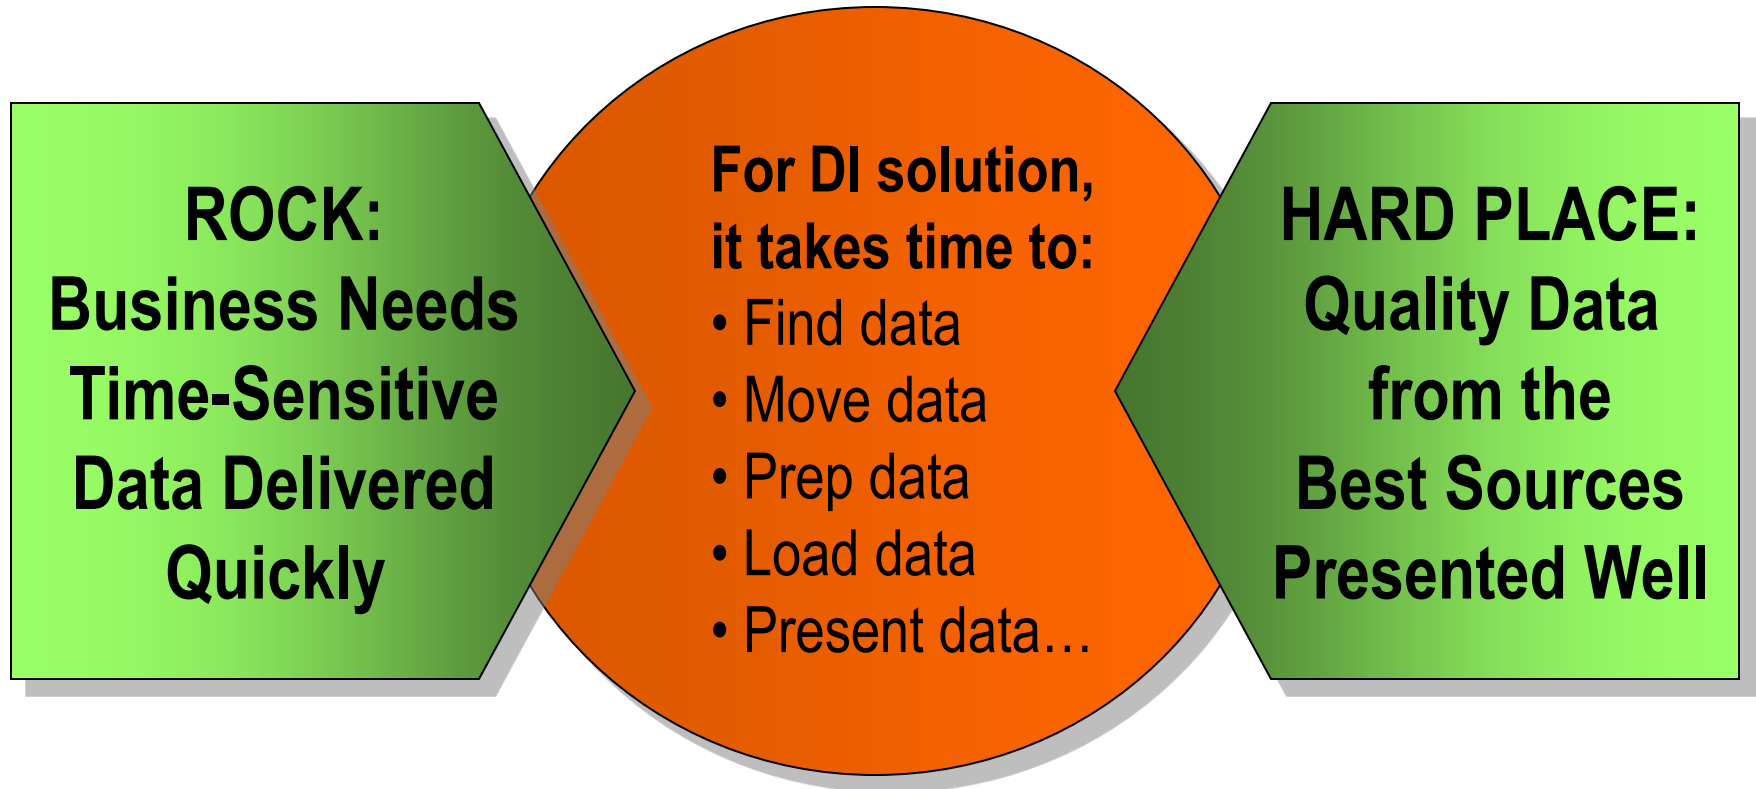 ROCK:
Business Needs
Time-Sensitive
Data Delivered
Quickly
For DI solution,
it takes time to:
• Find data
• Move data
• Prep data
• Load data
• Present data…
HARD PLACE:
Quality Data
from the
Best Sources
Presented Well